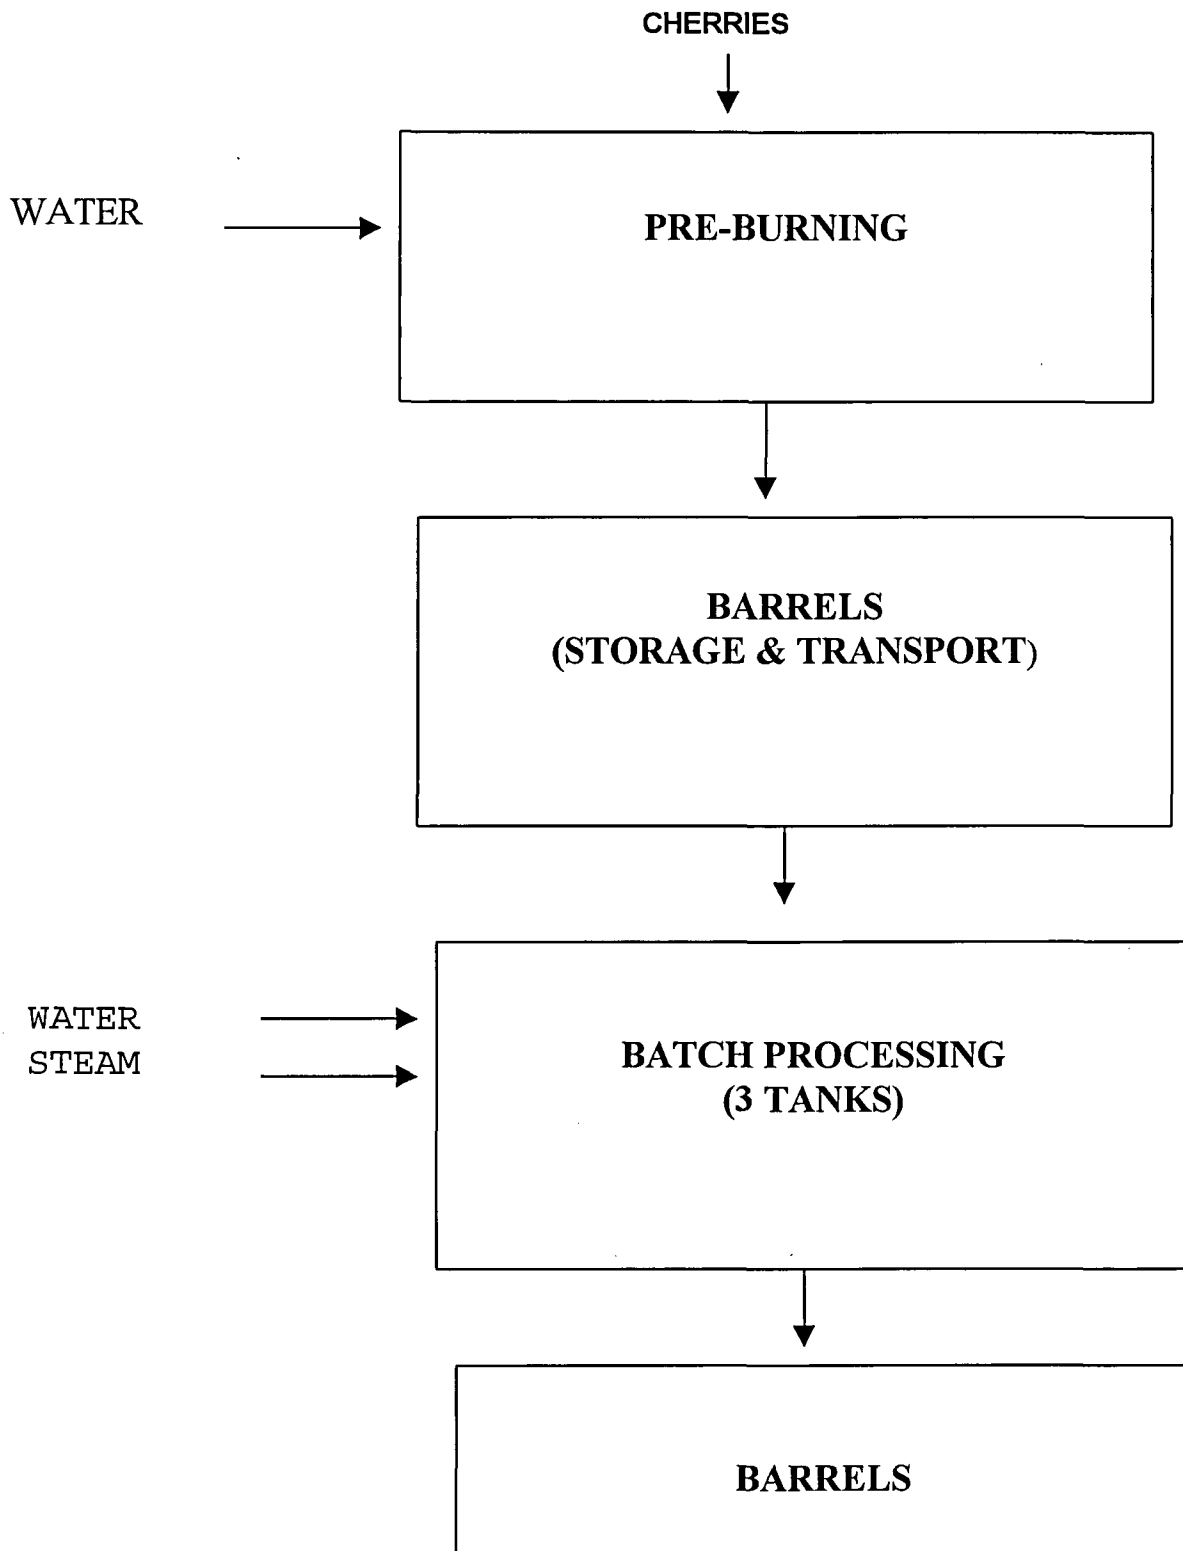 CHERRIES
WATER
PRE-BURNING
BARRELS
(STORAGE & TRANSPORT)
WATER
STEAM
BATCH PROCESSING
(3 TANKS)
BARRELS